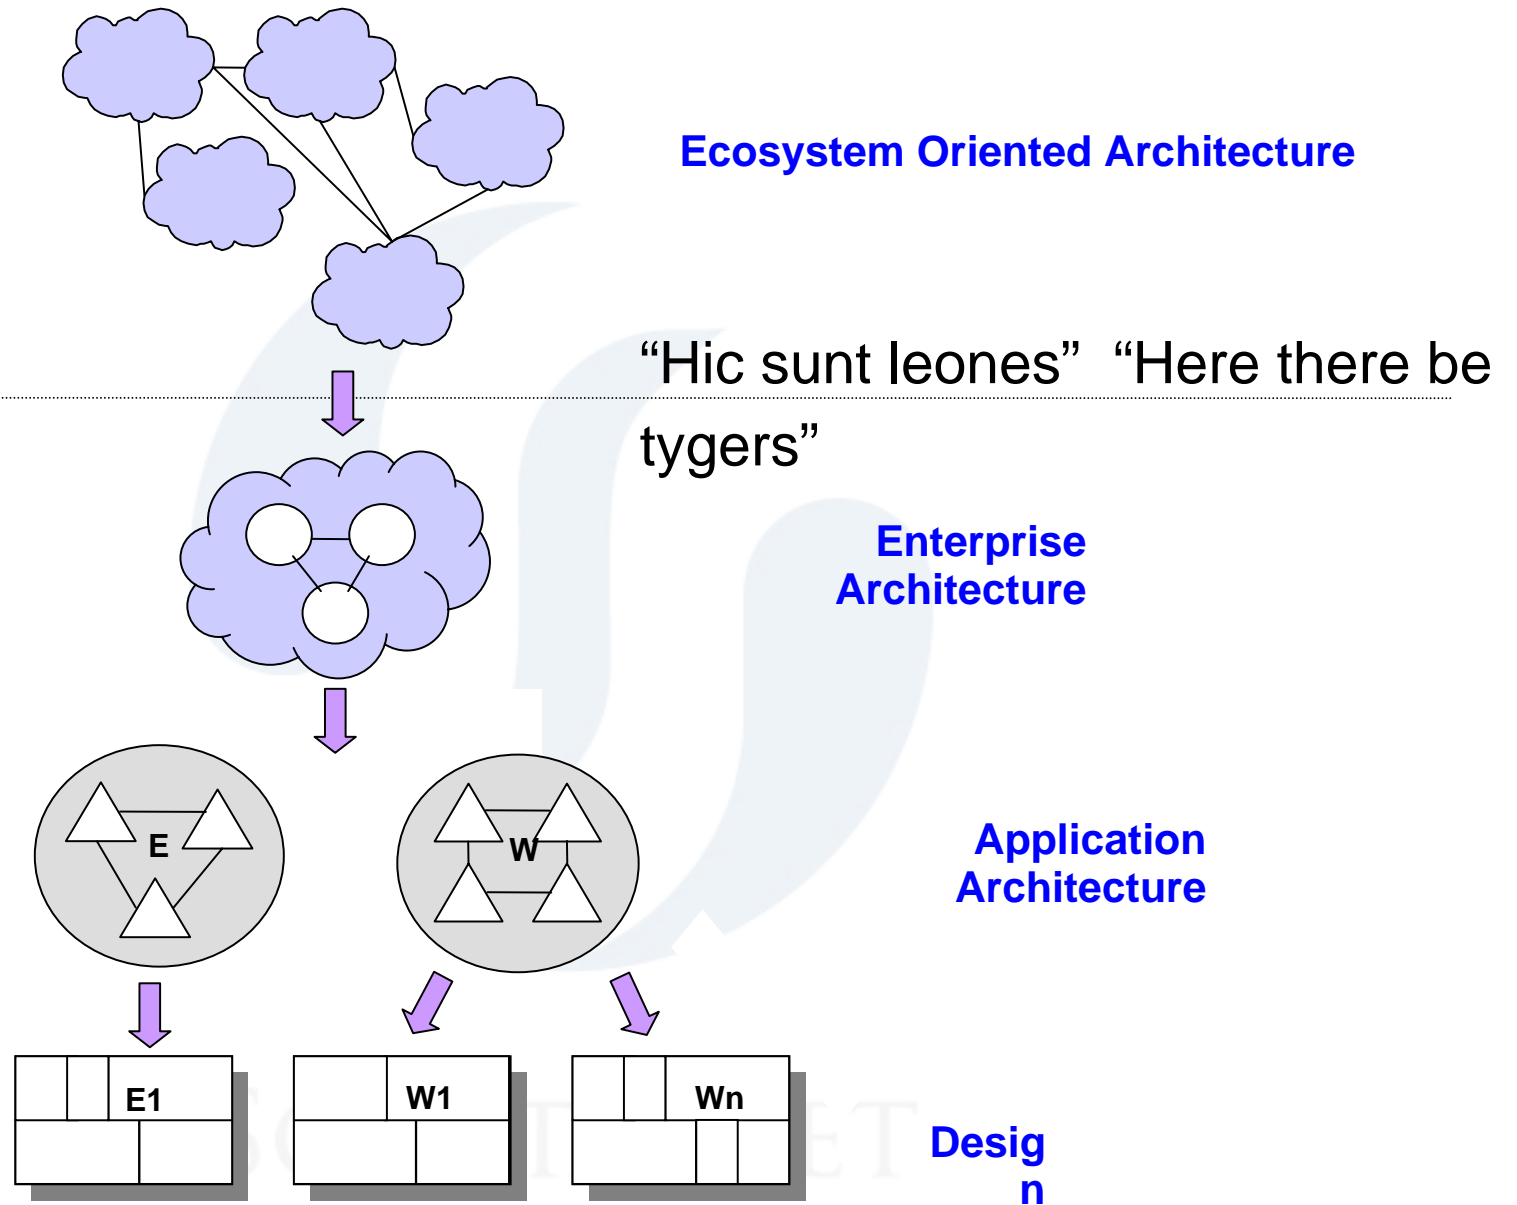 Ecosystem Oriented Architecture
“Hic sunt leones”  “Here there be
tygers”
Enterprise
Architecture
Application
Architecture
E
W
E1
W1
Wn
Desig
n